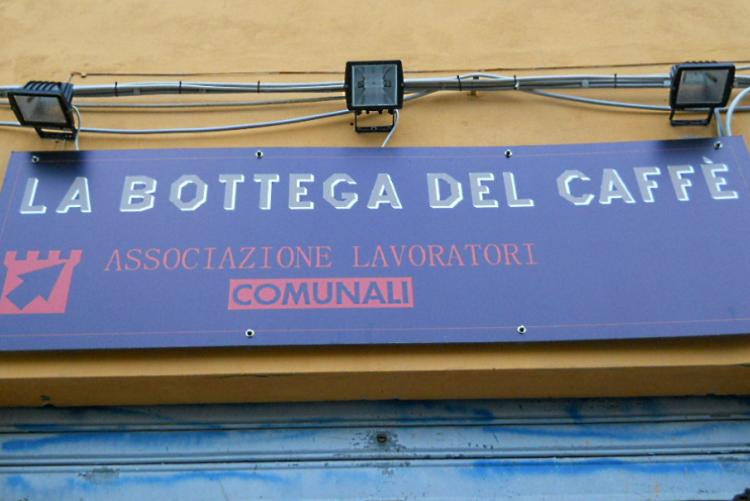 LA BOTTEGA DEL CAFFÈ
ASSOCIAZIONE LAVORATORI
COMUNALI